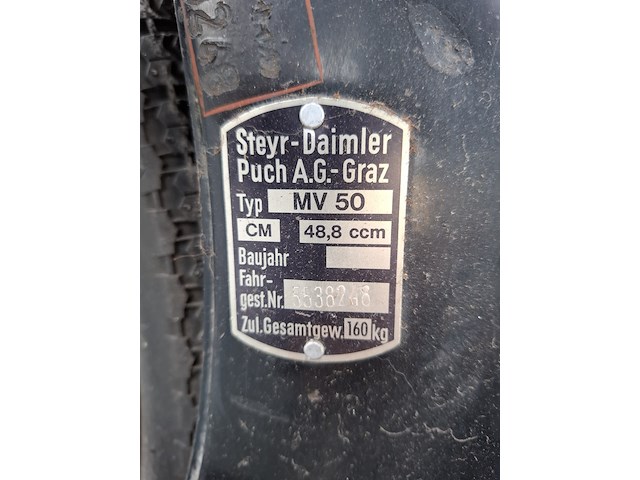 Steyr-Daimler
Puch A.G.-Graz
Typ MV 50
CM 48,8 ccm
Baujahr
Fahr-
gest.Nr.
Zul.Gesamtgew. 160 kg